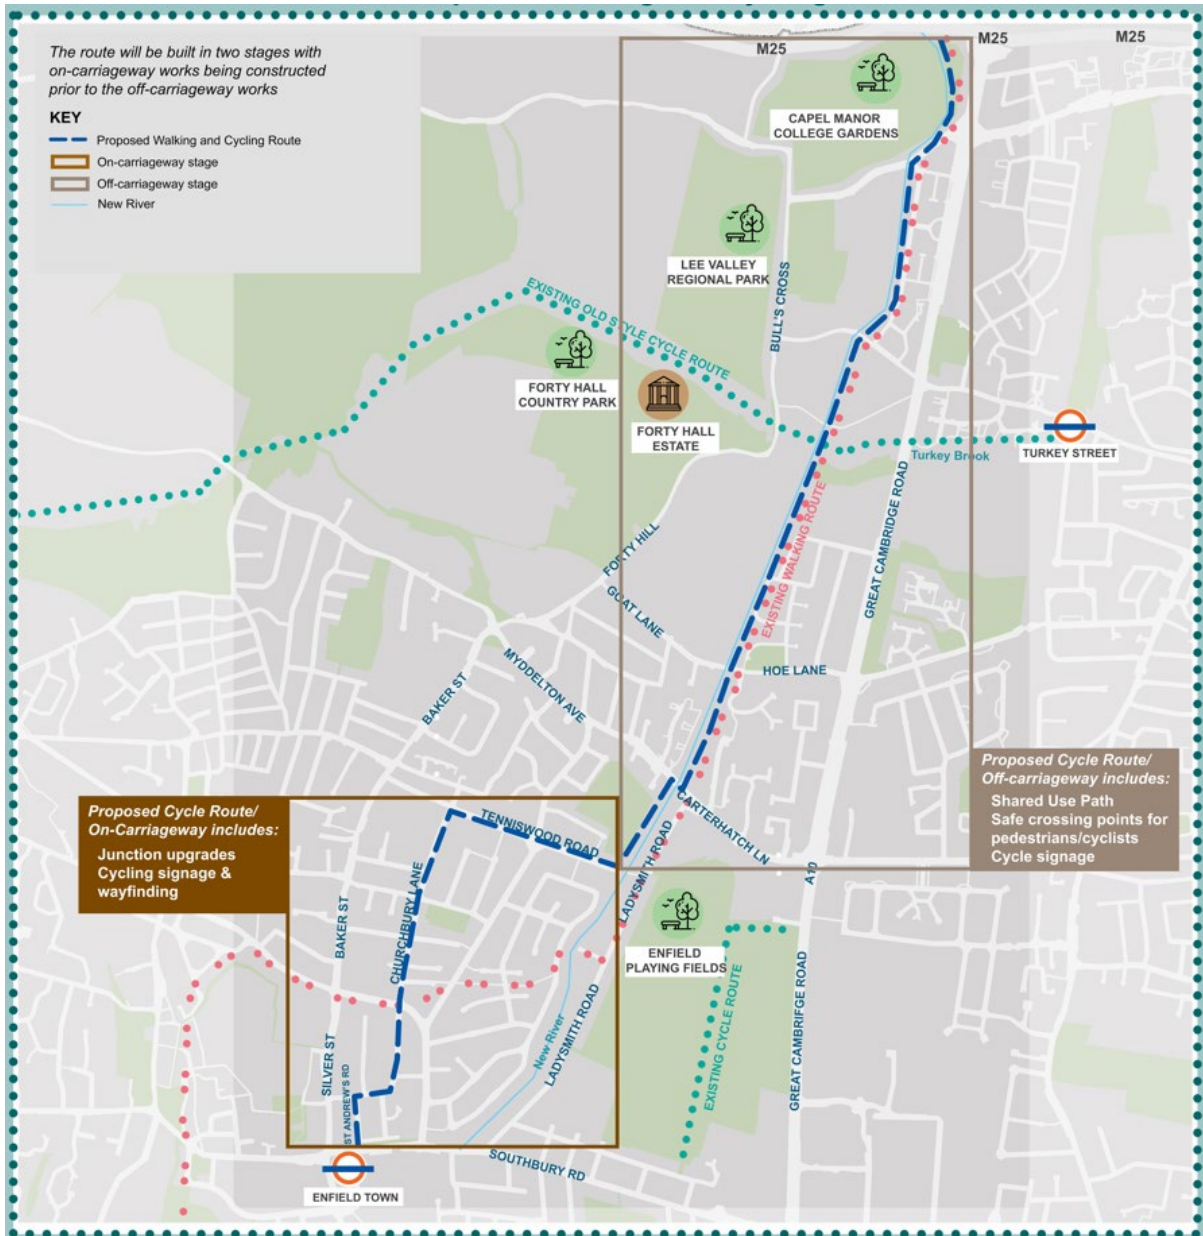 The route will be built in two stages with
on-carriageway works being constructed
prior to the off-carriageway works
KEY
Proposed Walking and Cycling Route
On-carriageway stage
Off-carriageway stage
New River
M25
M25
M25
CAPEL MANOR
COLLEGE GARDENS
LEE VALLEY
REGIONAL PARK
BULL'S CROSS
EXISTING OLD STYLE CYCLE ROUTE
FORTY HALL
COUNTRY PARK
FORTY HALL
ESTATE
Turkey Brook
TURKEY STREET
GREAT CAMBRIDGE ROAD
EXISTING WALKING ROUTE
FORTY HILL
GOAT LANE
HOE LANE
MYDDELTON AVE
BAKER ST
Proposed Cycle Route/
Off-carriageway includes:
Shared Use Path
Safe crossing points for
pedestrians/cyclists
Cycle signage
Proposed Cycle Route/
On-Carriageway includes:
Junction upgrades
Cycling signage &
wayfinding
TENNISWOOD ROAD
CARTERHATCH LN
LADYSMITH ROAD
A10
BAKER ST
CHURCHBURY LANE
ENFIELD
PLAYING FIELDS
EXISTING CYCLE ROUTE
GREAT CAMBRIFGE ROAD
New River
LADYSMITH ROAD
SILVER ST
ST ANDREW'S RD
SOUTHBURY RD
ENFIELD TOWN